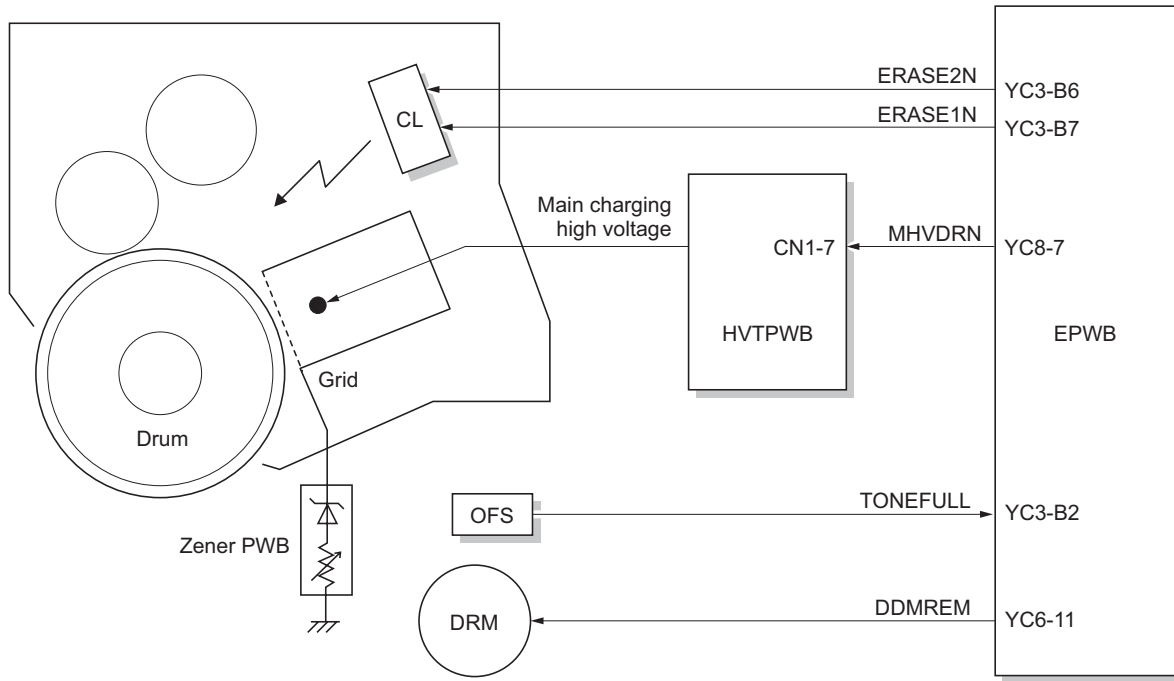 ERASE2N
YC3-B6
CL
ERASE1N
YC3-B7
Main charging
high voltage
MHVDRN
CN1-7
YC8-7
HVTPWB
EPWB
Grid
Drum
TONEFULL
OFS
YC3-B2
Zener PWB
DDMREM
DRM
YC6-11